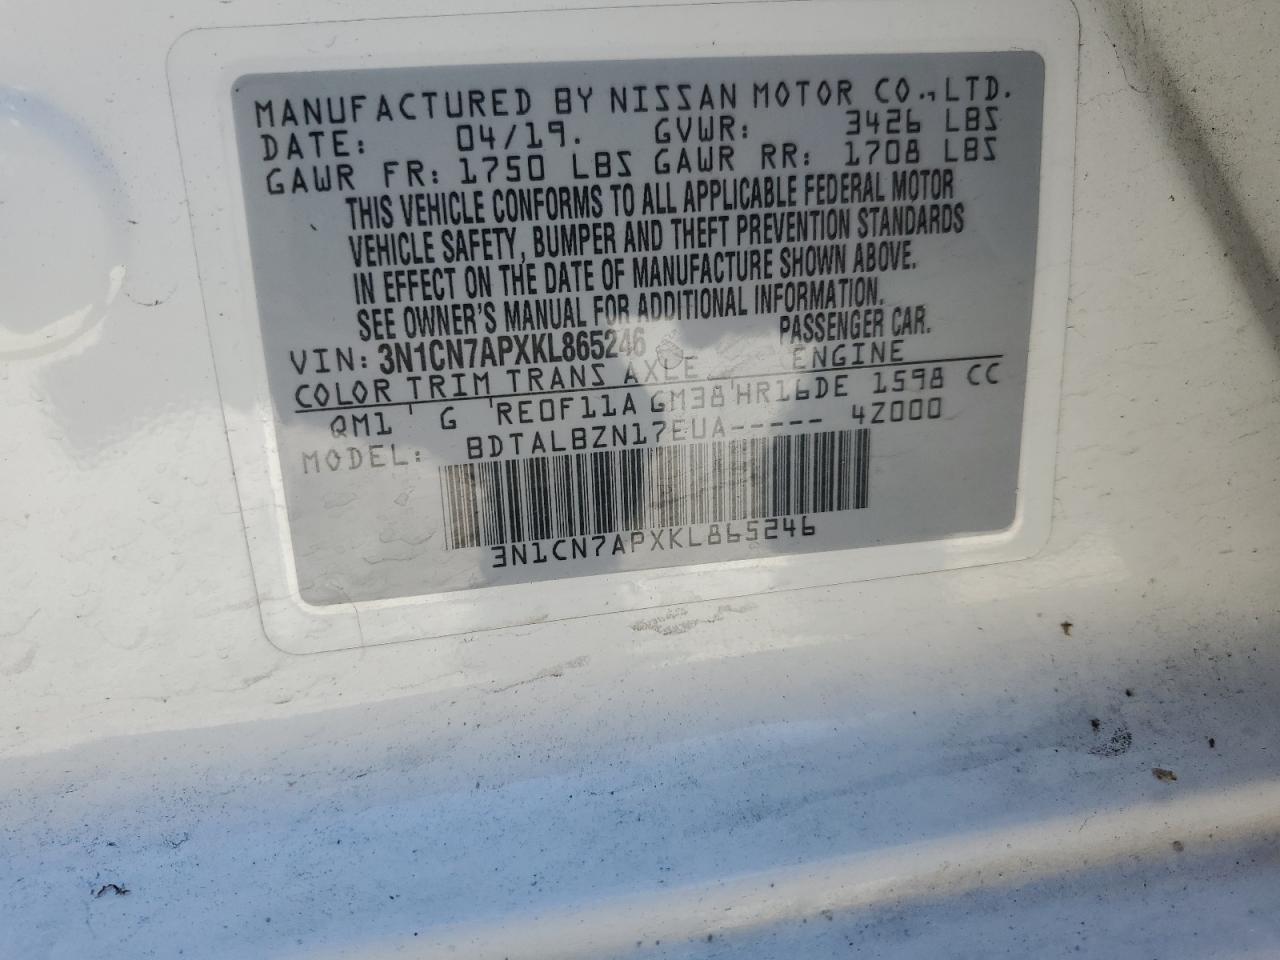 MANUFACTURED BY NISSAN MOTOR CO., LTD.
DATE: 04/19. GVWR: 3426 LBS
GAWR FR: 1750 LBS GAWR RR: 1708 LBS
THIS VEHICLE CONFORMS TO ALL APPLICABLE FEDERAL MOTOR
VEHICLE SAFETY, BUMPER AND THEFT PREVENTION STANDARDS
IN EFFECT ON THE DATE OF MANUFACTURE SHOWN ABOVE.
SEE OWNER'S MANUAL FOR ADDITIONAL INFORMATION.
VIN: 3N1CN7APXKL865246 PASSENGER CAR.
COLOR TRIM TRANS AXLE ENGINE
QM1 ' G 'RE0F11A GM38'HR16DE 1598 CC
MODEL: BDTALBZN17EUA----- 4Z000
3N1CN7APXKL865246